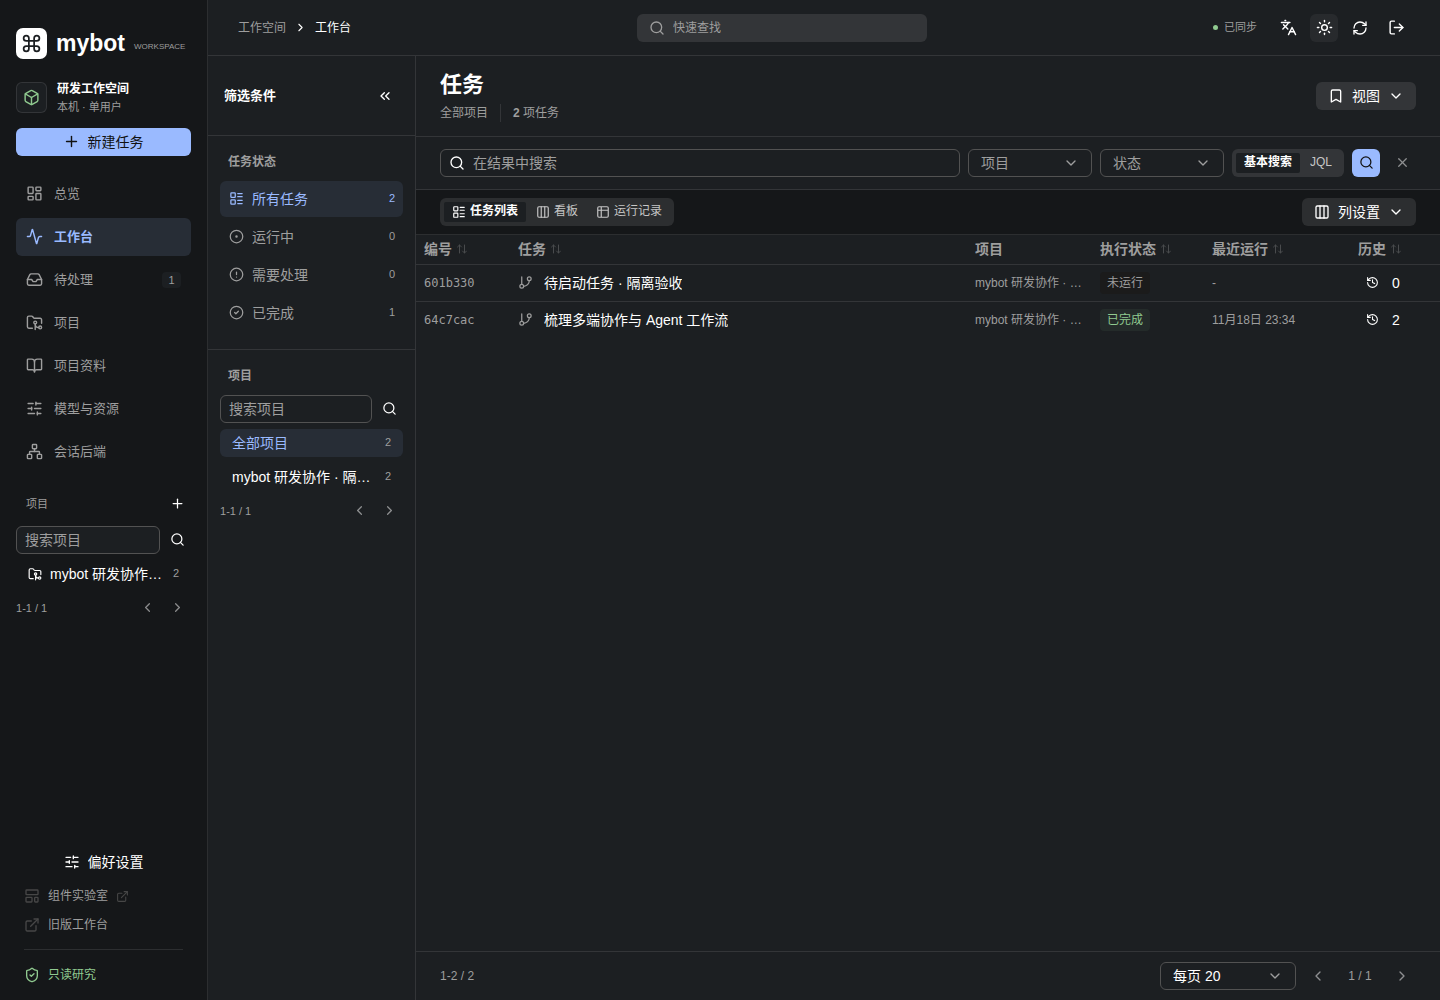 mybot WORKSPACE
研发工作空间
本机 · 单用户
新建任务
总览
工作台
待处理 1
项目
项目资料
模型与资源
会话后端
项目
搜索项目
mybot 研发协作… 2
1-1 / 1
偏好设置
组件实验室
旧版工作台
只读研究
工作空间 工作台
快速查找
已同步
筛选条件
任务状态
所有任务 2
运行中 0
需要处理 0
已完成 1
项目
搜索项目
全部项目 2
mybot 研发协作 · 隔… 2
1-1 / 1
任务
全部项目 2 项任务
视图
在结果中搜索
项目
状态
基本搜索 JQL
任务列表 看板 运行记录
列设置
编号 任务 项目 执行状态 最近运行 历史
601b330 待启动任务 · 隔离验收 mybot 研发协作 · … 未运行 - 0
64c7cac 梳理多端协作与 Agent 工作流 mybot 研发协作 · … 已完成 11月18日 23:34 2
1-2 / 2
每页 20
1 / 1